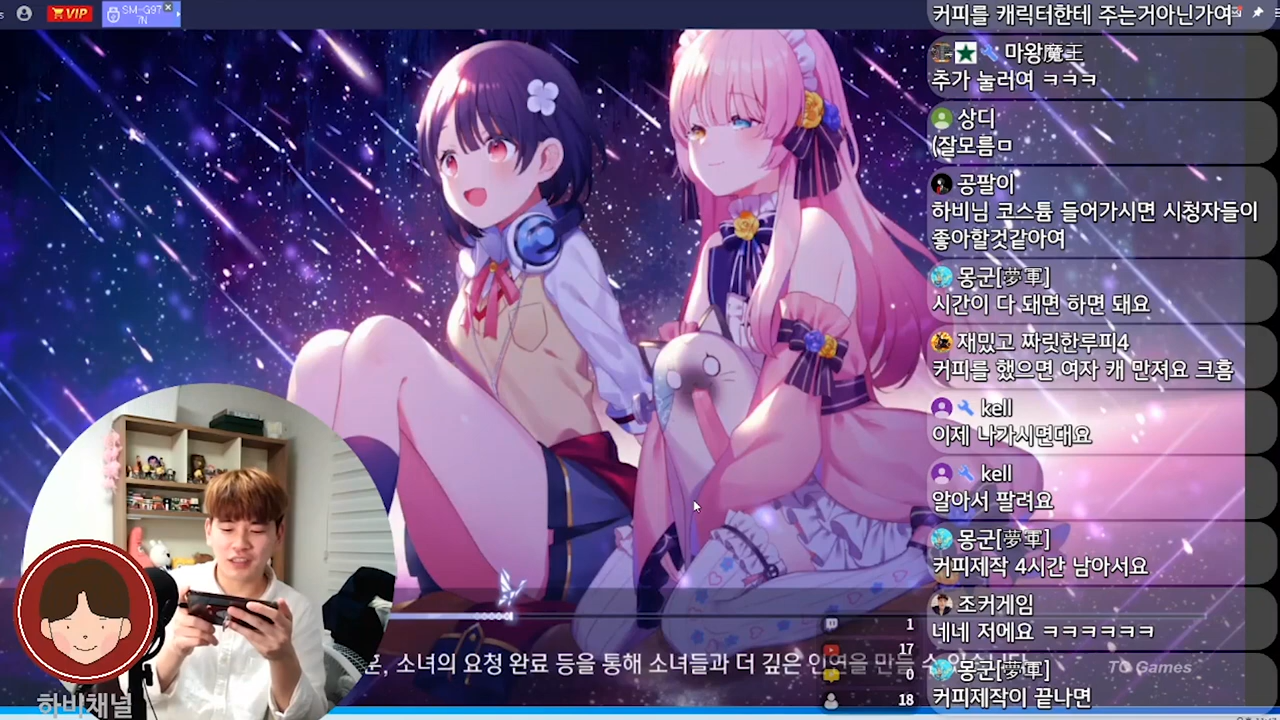 VIP
SM-G97
7N
커피를 캐릭터한테 주는거아닌가여
마왕魔王
추가 눌러여 ㅋㅋㅋ
상디
(잘모름ㅁ
공팔이
하비님 코스튬 들어가시면 시청자들이
좋아할것같아여
몽군[夢軍]
시간이 다 돼면 하면 돼요
재밌고 짜릿한루피4
커피를 했으면 여자 캐 만져요 크흠
kell
이제 나가시면대요
kell
알아서 팔려요
몽군[夢軍]
커피제작 4시간 남아서요
조커게임
네네 저에요 ㅋㅋㅋㅋㅋㅋ
몽군[夢軍]
커피제작이 끝나면
1
17
0
18
소녀의 요청 완료 등을 통해 소녀들과 더 깊은 인연을 만들 수
TC Games
하비채널